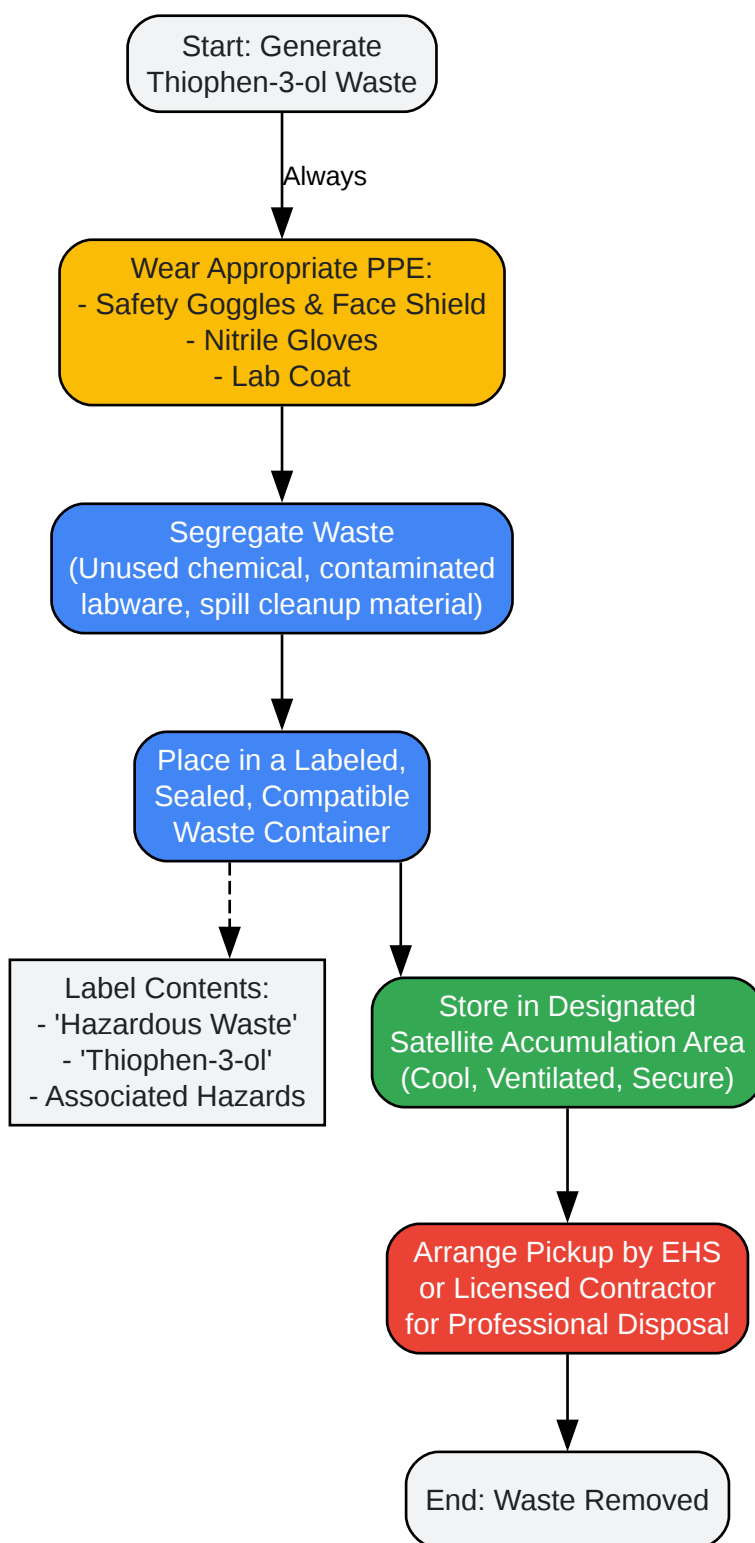 Start: Generate
Thiophen-3-ol Waste
Always
Wear Appropriate PPE:
- Safety Goggles & Face Shield
- Nitrile Gloves
- Lab Coat
Segregate Waste
(Unused chemical, contaminated
labware, spill cleanup material)
Place in a Labeled,
Sealed, Compatible
Waste Container
Label Contents:
- 'Hazardous Waste'
- 'Thiophen-3-ol'
- Associated Hazards
Store in Designated
Satellite Accumulation Area
(Cool, Ventilated, Secure)
Arrange Pickup by EHS
or Licensed Contractor
for Professional Disposal
End: Waste Removed